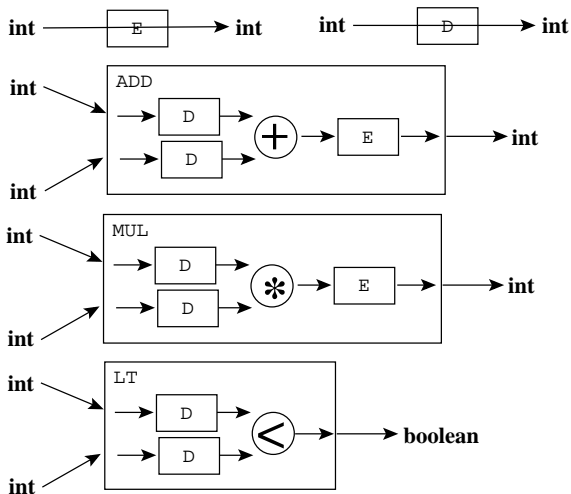 int E int int D int
int ADD
D
+ E int
D
int
int MUL
D
* E int
D
int
int LT
D
< boolean
D
int